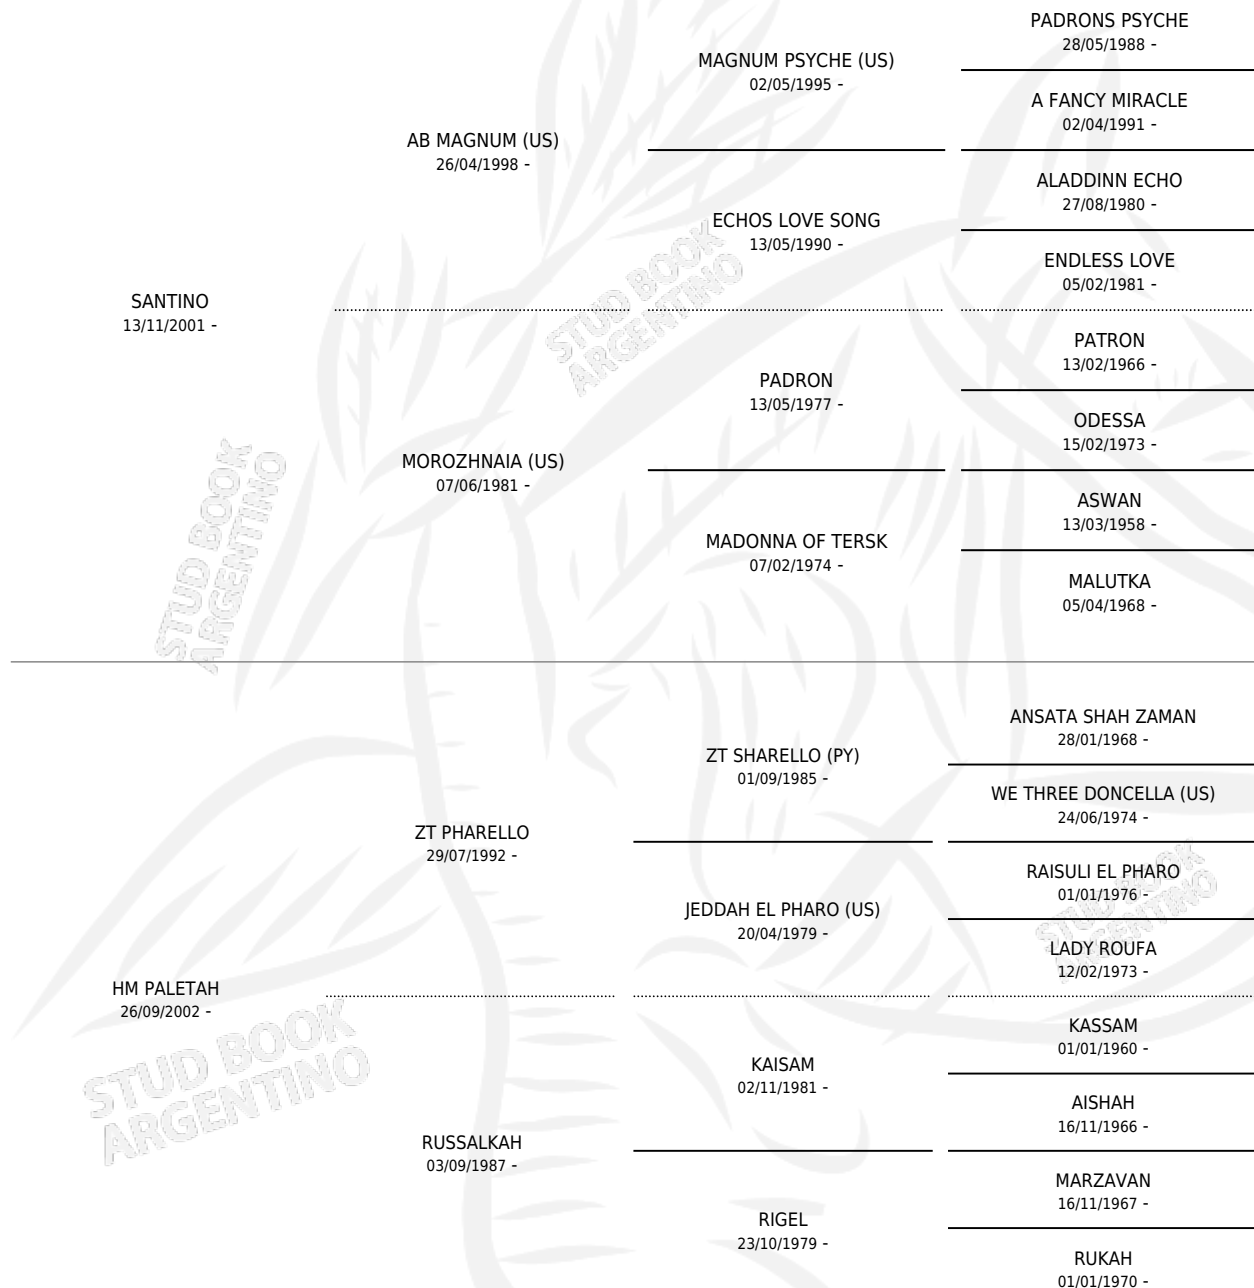 PADRONS PSYCHE
28/05/1988 -
MAGNUM PSYCHE (US)
02/05/1995 -
A FANCY MIRACLE
02/04/1991 -
AB MAGNUM (US)
26/04/1998 -
ALADDINN ECHO
27/08/1980 -
ECHOS LOVE SONG
13/05/1990 -
ENDLESS LOVE
05/02/1981 -
SANTINO
13/11/2001 -
PATRON
13/02/1966 -
PADRON
13/05/1977 -
ODESSA
15/02/1973 -
MOROZHNAIA (US)
07/06/1981 -
ASWAN
13/03/1958 -
MADONNA OF TERSK
07/02/1974 -
MALUTKA
05/04/1968 -
STUD BOOK
ARGENTINO
STUD BOOK
ARGENTINO
ANSATA SHAH ZAMAN
28/01/1968 -
ZT SHARELLO (PY)
01/09/1985 -
WE THREE DONCELLA (US)
24/06/1974 -
ZT PHARELLO
29/07/1992 -
RAISULI EL PHARO
01/01/1976 -
JEDDAH EL PHARO (US)
20/04/1979 -
LADY ROUFA
12/02/1973 -
HM PALETAH
26/09/2002 -
KASSAM
01/01/1960 -
KAISAM
02/11/1981 -
AISHAH
16/11/1966 -
RUSSALKAH
03/09/1987 -
MARZAVAN
16/11/1967 -
RIGEL
23/10/1979 -
RUKAH
01/01/1970 -
STUD BOOK
ARGENTINO
STUD BOOK
ARGENTINO